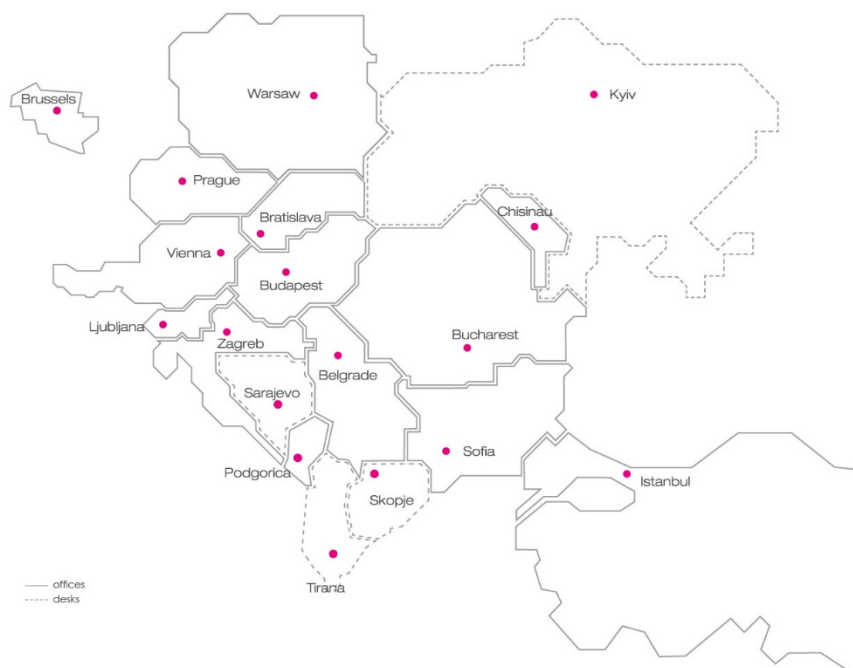 Warsaw
Kyiv
Brussels
Prague
Chisinau
Bratislava
Vienna
Budapest
Ljubljana
Zagreb
Bucharest
Belgrade
Sarajevo
Sofia
Podgorica
Istanbul
Skopje
offices
desks
Tirana